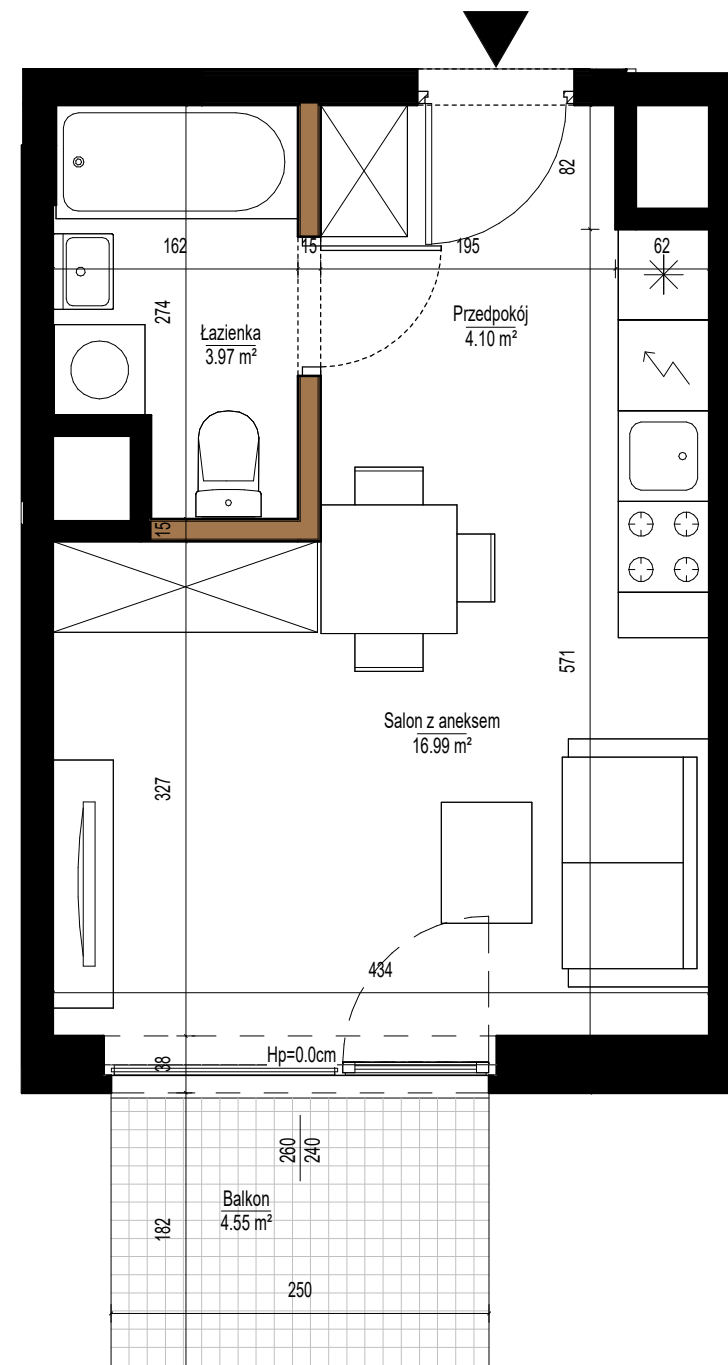 82
162
15
195
62
274
Łazienka
3.97 m²
Przedpokój
4.10 m²
15
571
Salon z aneksem
16.99 m²
327
434
Hp=0.0cm
38
260
240
Balkon
4.55 m²
182
250